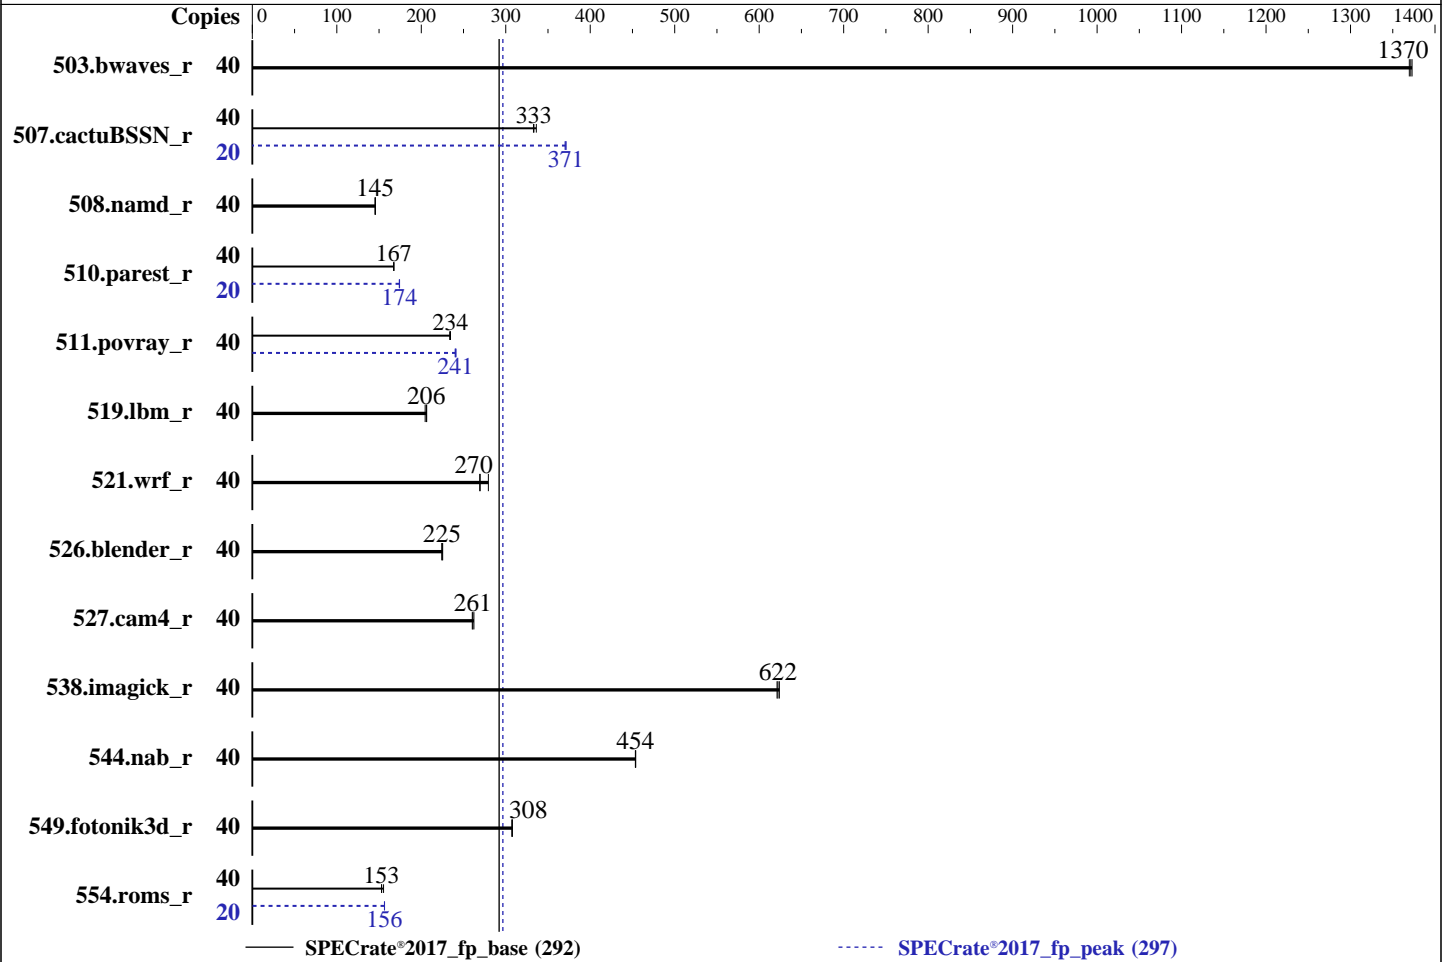 Copies 0 100 200 300 400 500 600 700 800 900 1000 1100 1200 1300 1400
503.bwaves_r 40 1370
507.cactuBSSN_r 40 333
20 371
508.namd_r 40 145
510.parest_r 40 167
20 174
511.povray_r 40 234
241
519.lbm_r 40 206
521.wrf_r 40 270
526.blender_r 40 225
527.cam4_r 40 261
538.imagick_r 40 622
544.nab_r 40 454
549.fotonik3d_r 40 308
554.roms_r 40 153
20 156
SPECrate®2017_fp_base (292) SPECrate®2017_fp_peak (297)